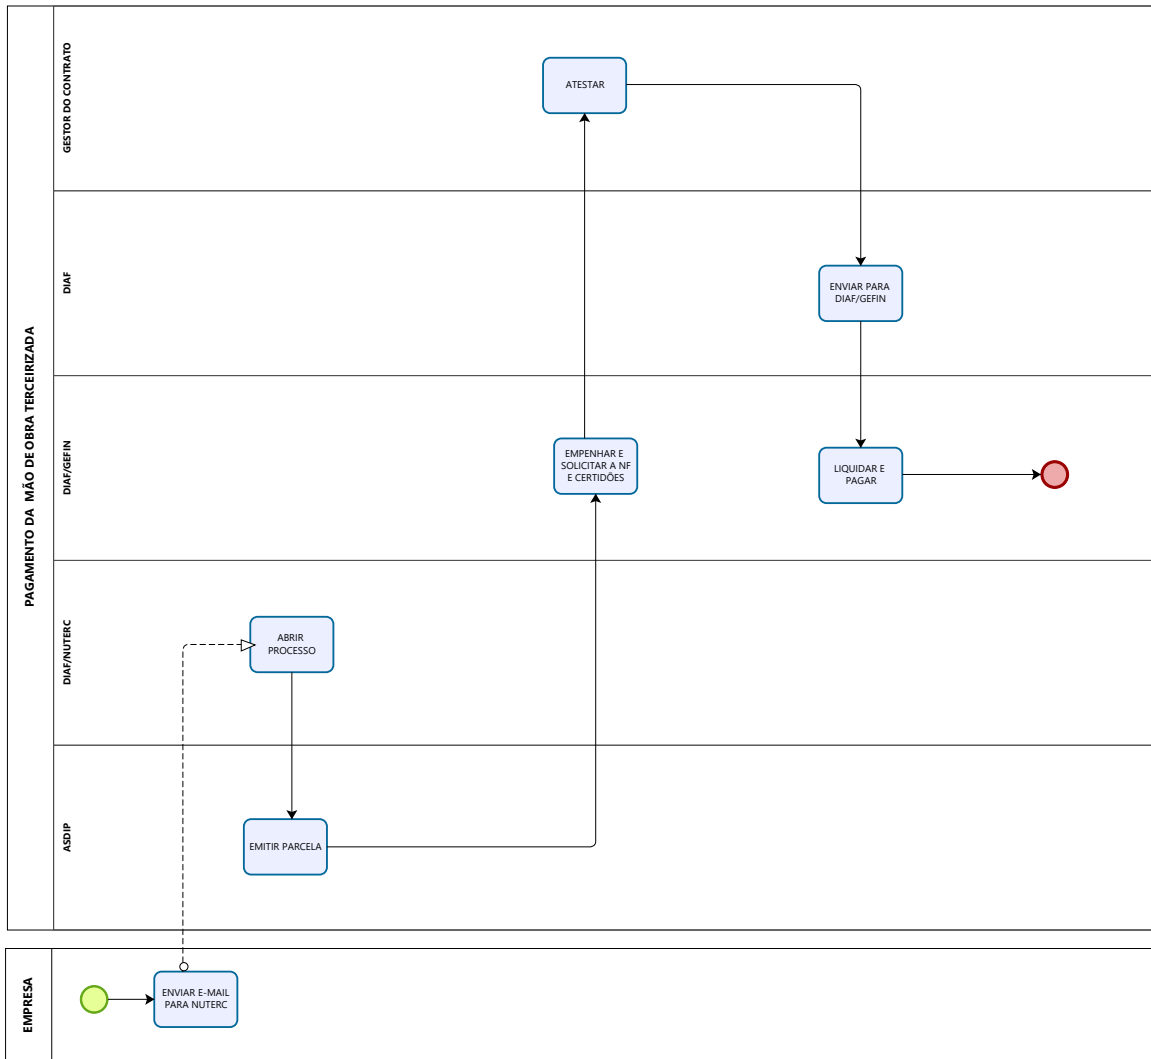 PAGAMENTO DA MÃO DE OBRA TERCEIRIZADA
GESTOR DO CONTRATO
ATESTAR
DIAF
ENVIAR PARA
DIAF/GEFIN
DIAF/GEFIN
EMPENHAR E
SOLICITAR A NF
E CERTIDÕES
LIQUIDAR E
PAGAR
DIAF/NUTERC
ABRIR
PROCESSO
ASDIP
EMITIR PARCELA
EMPRESA
ENVIAR E-MAIL
PARA NUTERC